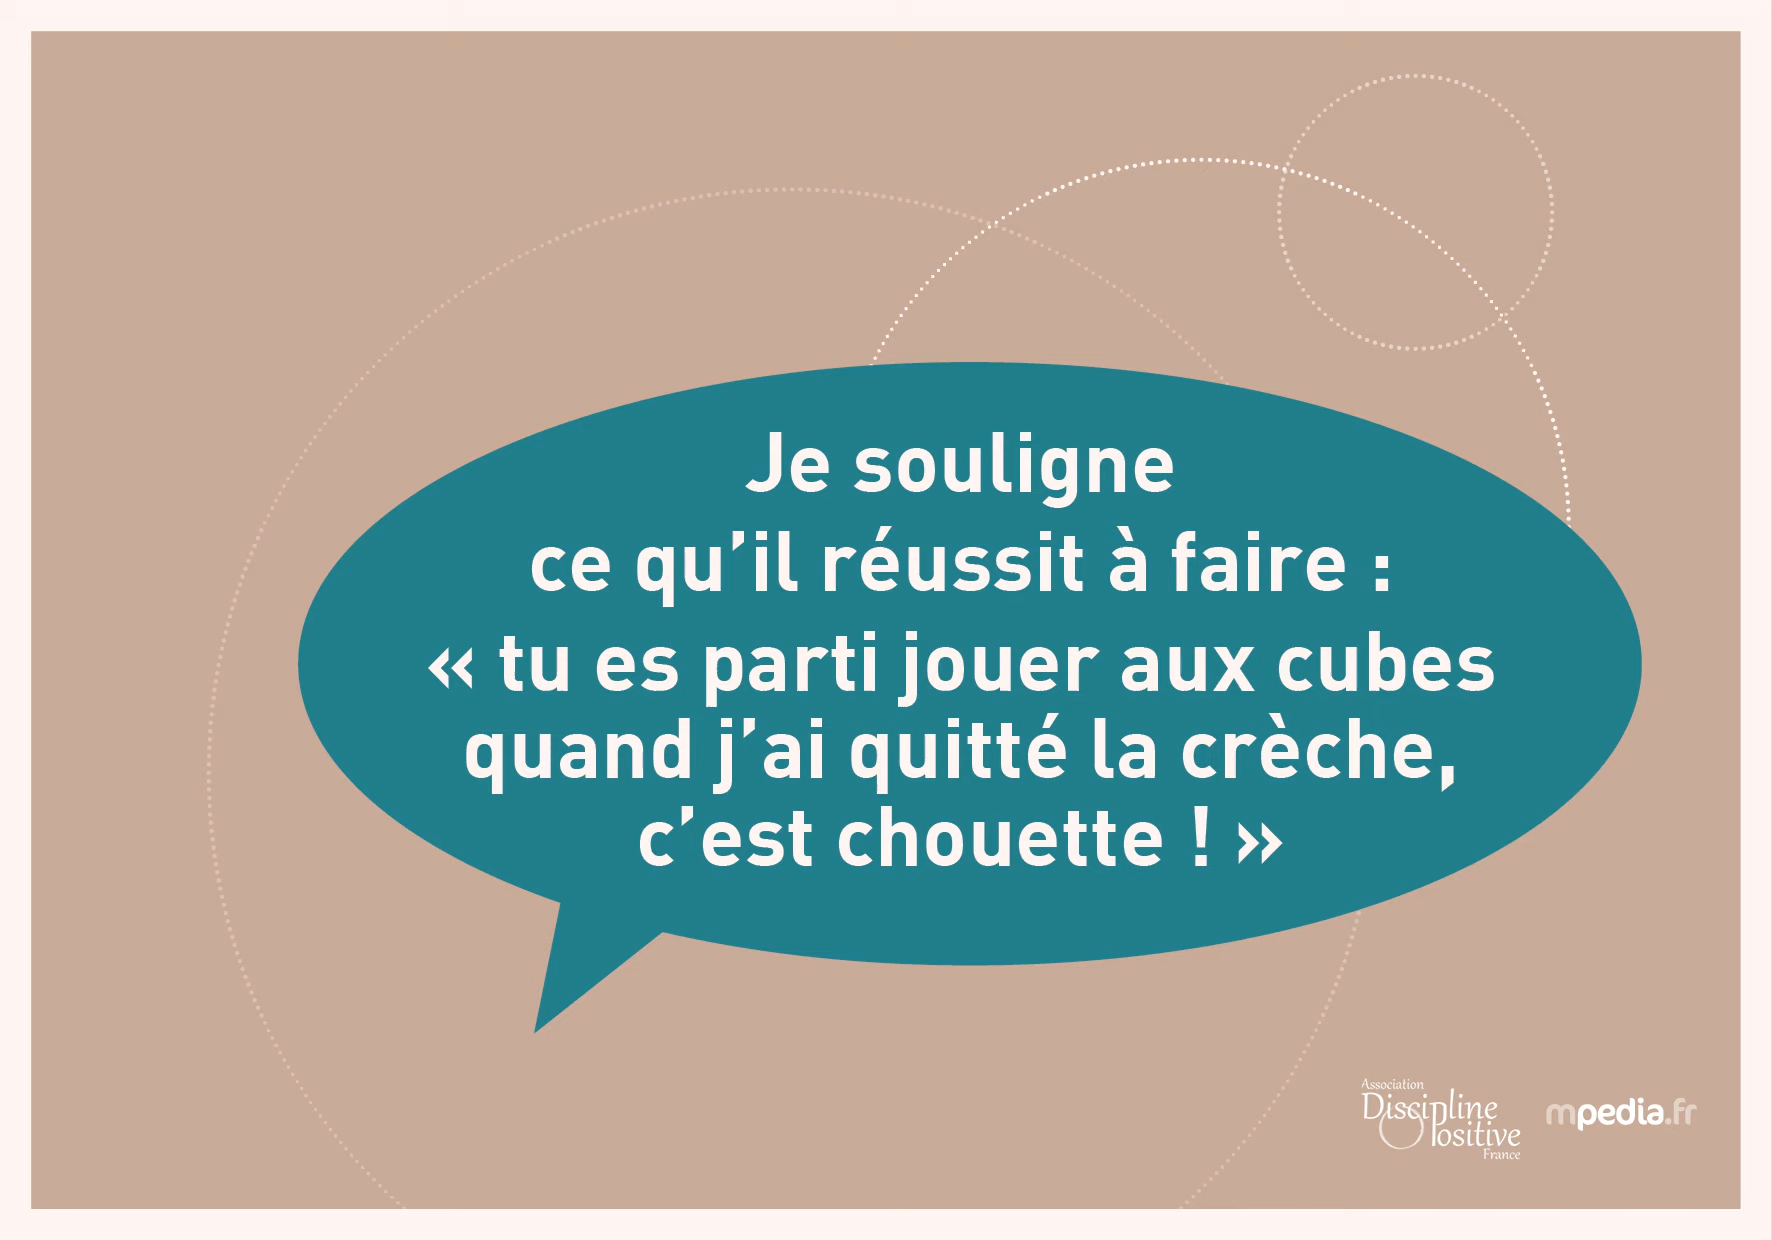 Je souligne
ce qu’il réussit à faire :
« tu es parti jouer aux cubes
quand j’ai quitté la crèche,
c’est chouette ! »
Association
Discipline
Positive
France
mpedia.fr